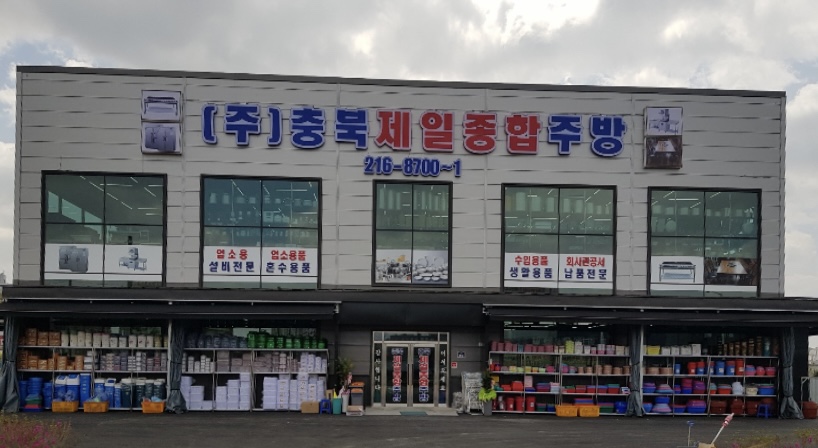 (주)충북제일종합주방
216-8700~1
업소용 업소용품
설비전문 혼수용품
수입용품 회사관공서
생활용품 납품전문